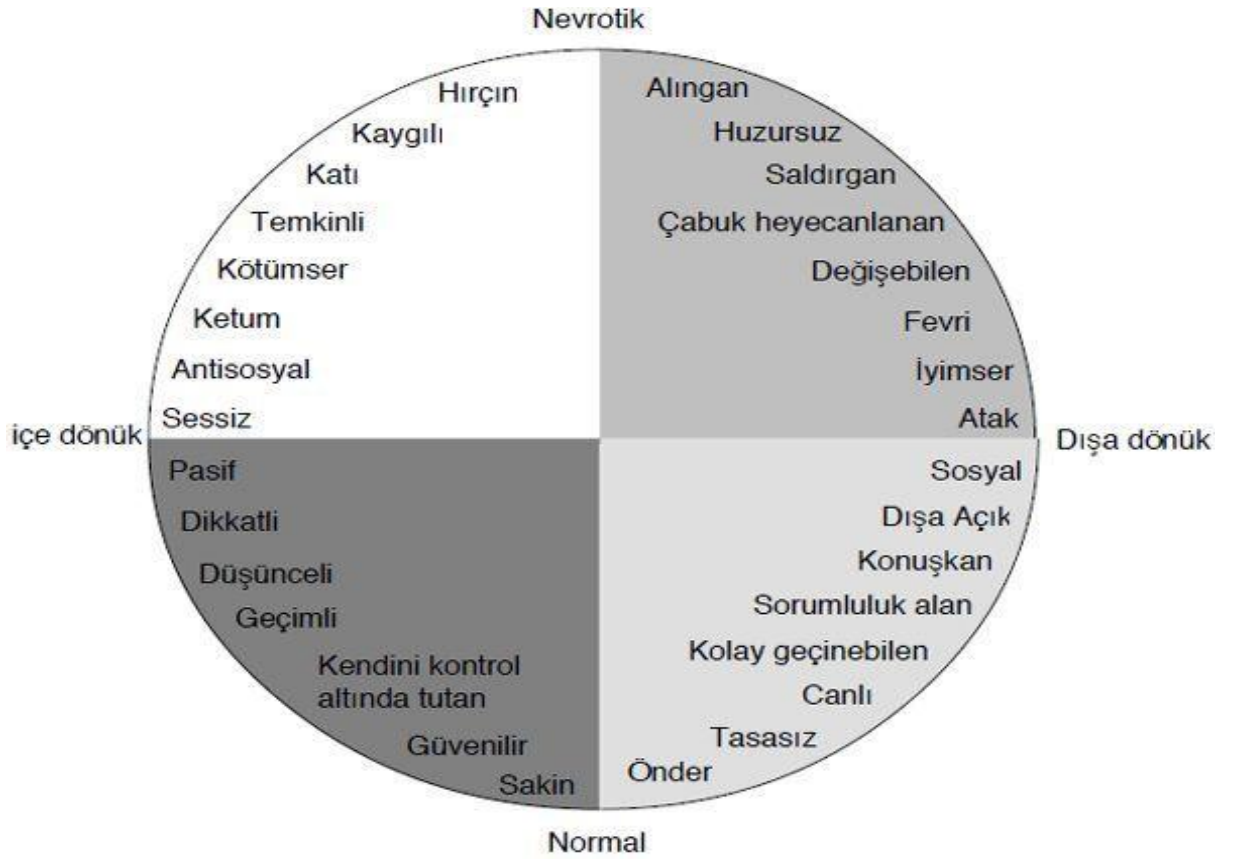 Nevrotik
Hırçın
Kaygılı
Katı
Temkinli
Kötümser
Ketum
Antisosyal
Sessiz
Alıngan
Huzursuz
Saldırgan
Çabuk heyecanlanan
Değişebilen
Fevri
İyimser
Atak
içe dönük
Dışa dönük
Pasif
Dikkatli
Düşünceli
Geçimli
Kendini kontrol
altında tutan
Güvenilir
Sakin
Sosyal
Dışa Açık
Konuşkan
Sorumluluk alan
Kolay geçinebilen
Canlı
Tasasız
Önder
Normal